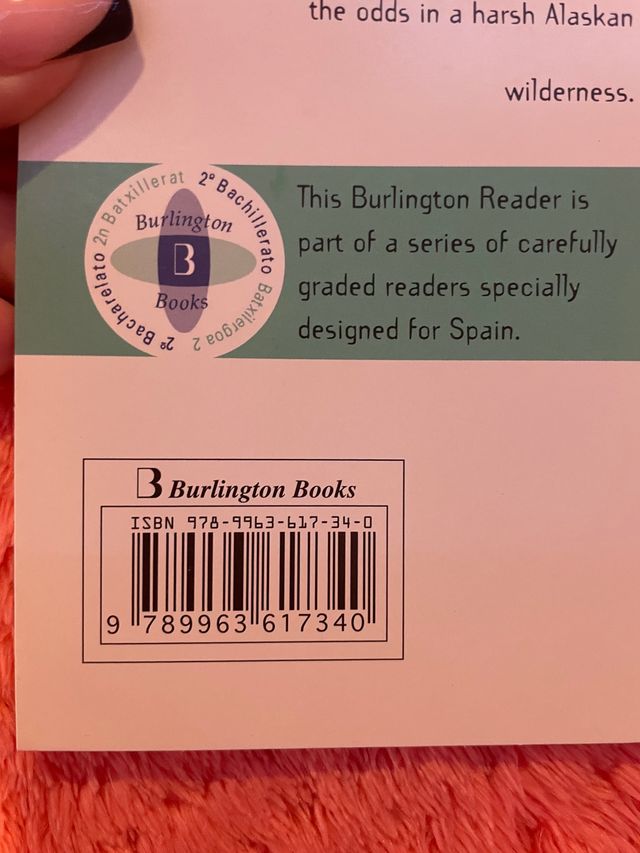 the odds in a harsh Alaskan
wilderness.
2n Batxillerat
2º Bachillerato
Batxilergoa 2
2º Bacharelato
Burlington
B
Books
This Burlington Reader is
part of a series of carefully
graded readers specially
designed for Spain.
B Burlington Books
ISBN 978-9963-617-34-0
9 789963 617340